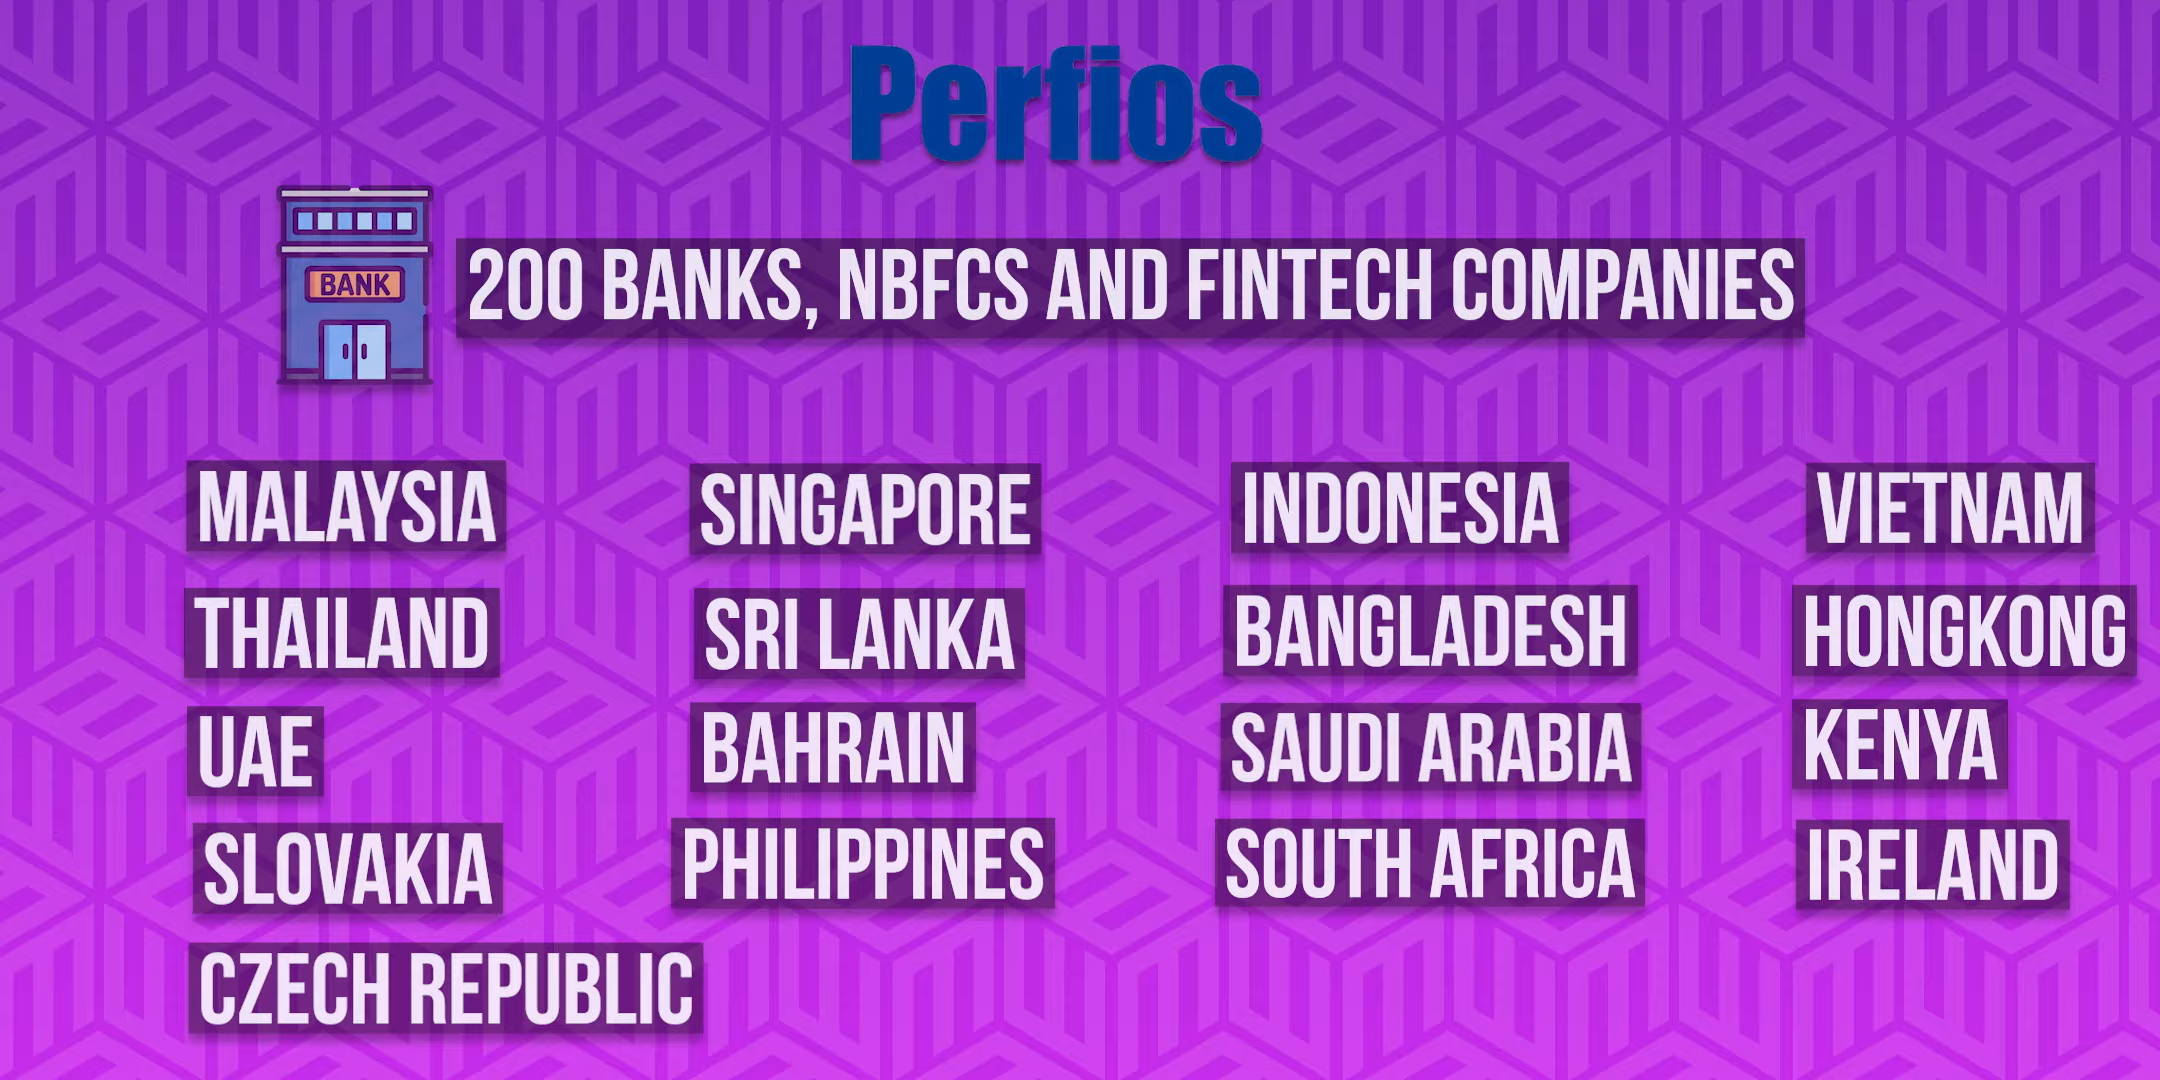 Perfios
BANK
200 BANKS, NBFCS AND FINTECH COMPANIES
MALAYSIA
SINGAPORE
INDONESIA
VIETNAM
THAILAND
SRI LANKA
BANGLADESH
HONGKONG
UAE
BAHRAIN
SAUDI ARABIA
KENYA
SLOVAKIA
PHILIPPINES
SOUTH AFRICA
IRELAND
CZECH REPUBLIC